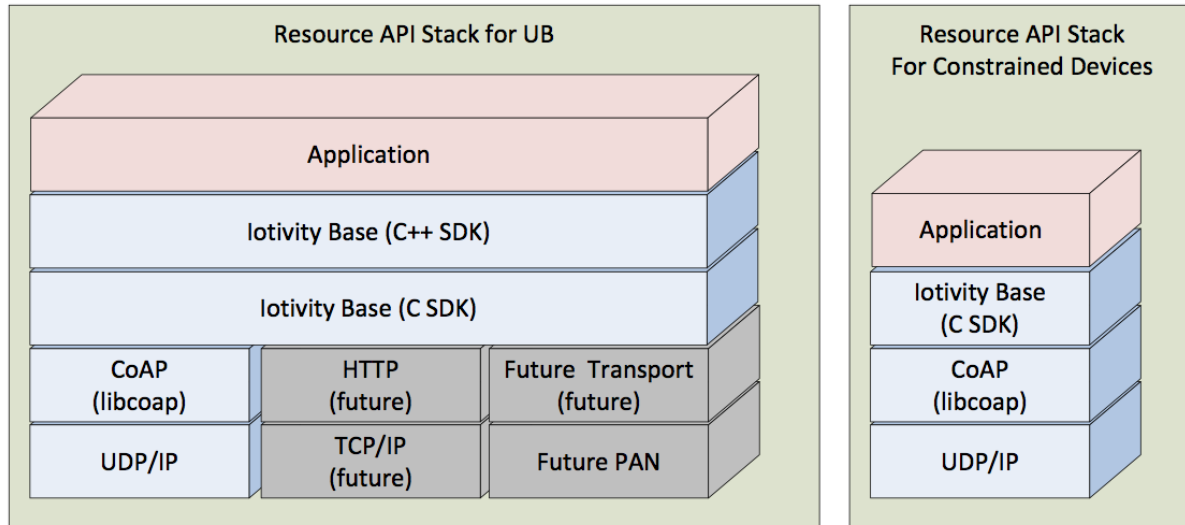 Resource API Stack for UB
Application
Iotivity Base (C++ SDK)
Iotivity Base (C SDK)
CoAP
(libcoap)
HTTP
(future)
Future Transport
(future)
UDP/IP
TCP/IP
(future)
Future PAN
Resource API Stack
For Constrained Devices
Application
Iotivity Base
(C SDK)
CoAP
(libcoap)
UDP/IP